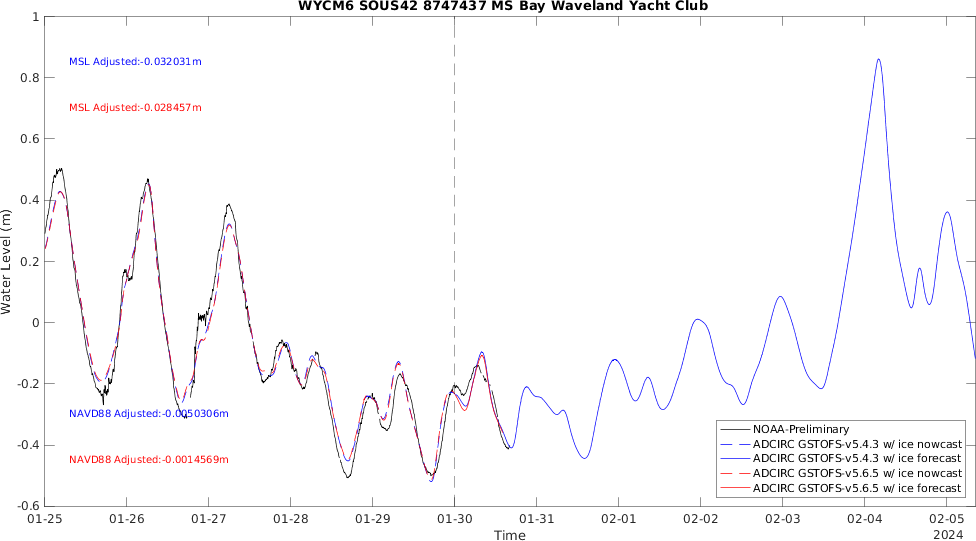 WYCM6 SOUS42 8747437 MS Bay Waveland Yacht Club
MSL Adjusted:-0.032031m
MSL Adjusted:-0.028457m
NAVD88 Adjusted:-0.0050306m
NAVD88 Adjusted:-0.0014569m
Water Level (m)
1
0.8
0.6
0.4
0.2
0
-0.2
-0.4
-0.6
NOAA-Preliminary
ADCIRC GSTOFS-v5.4.3 w/ ice nowcast
ADCIRC GSTOFS-v5.4.3 w/ ice forecast
ADCIRC GSTOFS-v5.6.5 w/ ice nowcast
ADCIRC GSTOFS-v5.6.5 w/ ice forecast
01-25 01-26 01-27 01-28 01-29 01-30 01-31 02-01 02-02 02-03 02-04 02-05
Time
2024